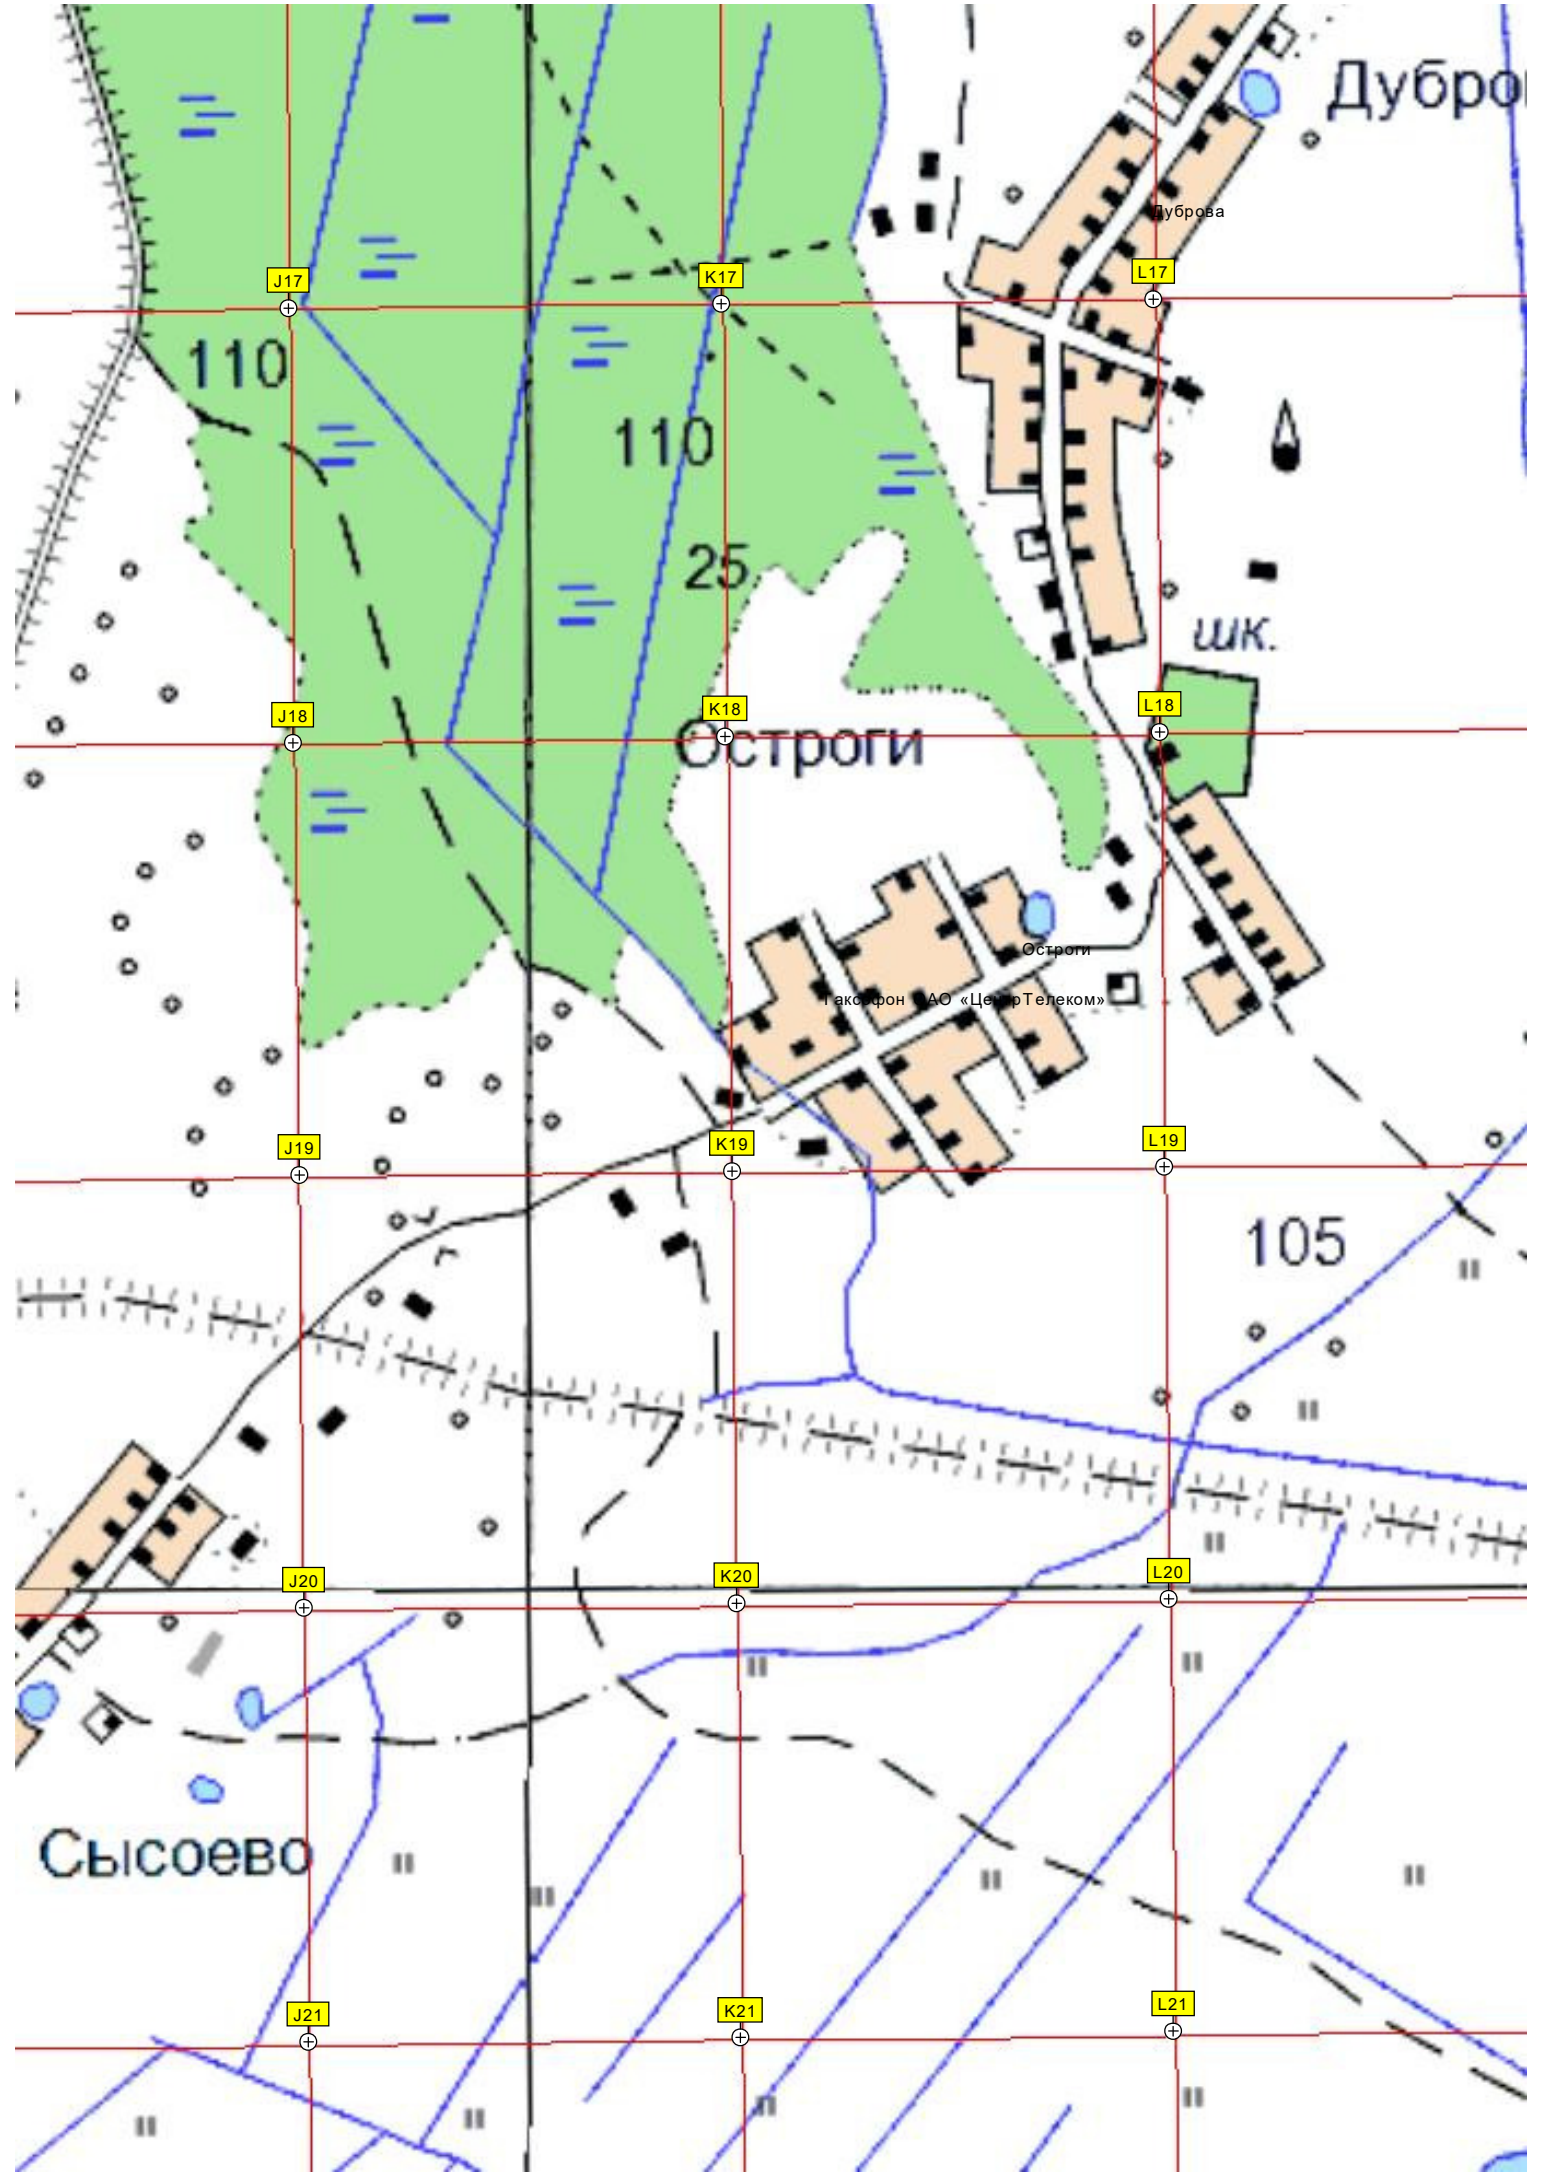 Дубро
Дуброва
J17
K17
L17
110
110
25
шк.
J18
K18
L18
Остроги
Остроги
Таксофон ОАО «ЦентрТелеком»
J19
K19
L19
105
J20
K20
L20
Сысоево
J21
K21
L21